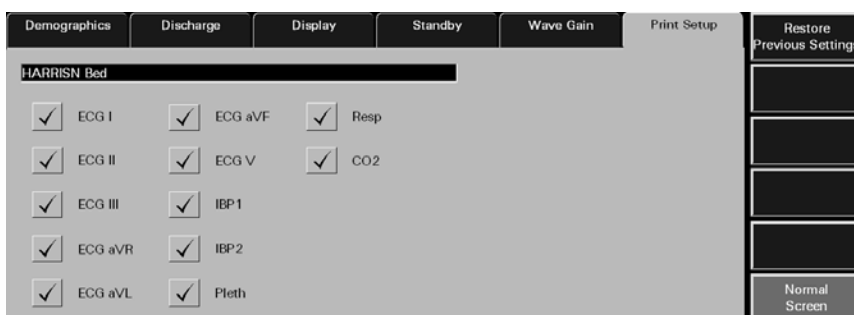 Demographics Discharge Display Standby Wave Gain Print Setup
Restore
Previous Setting
HARRISN Bed
ECG I ECG aVF Resp
ECG II ECG V CO2
ECG III IBP1
ECG aVR IBP2
ECG aVL Pleth
Normal
Screen